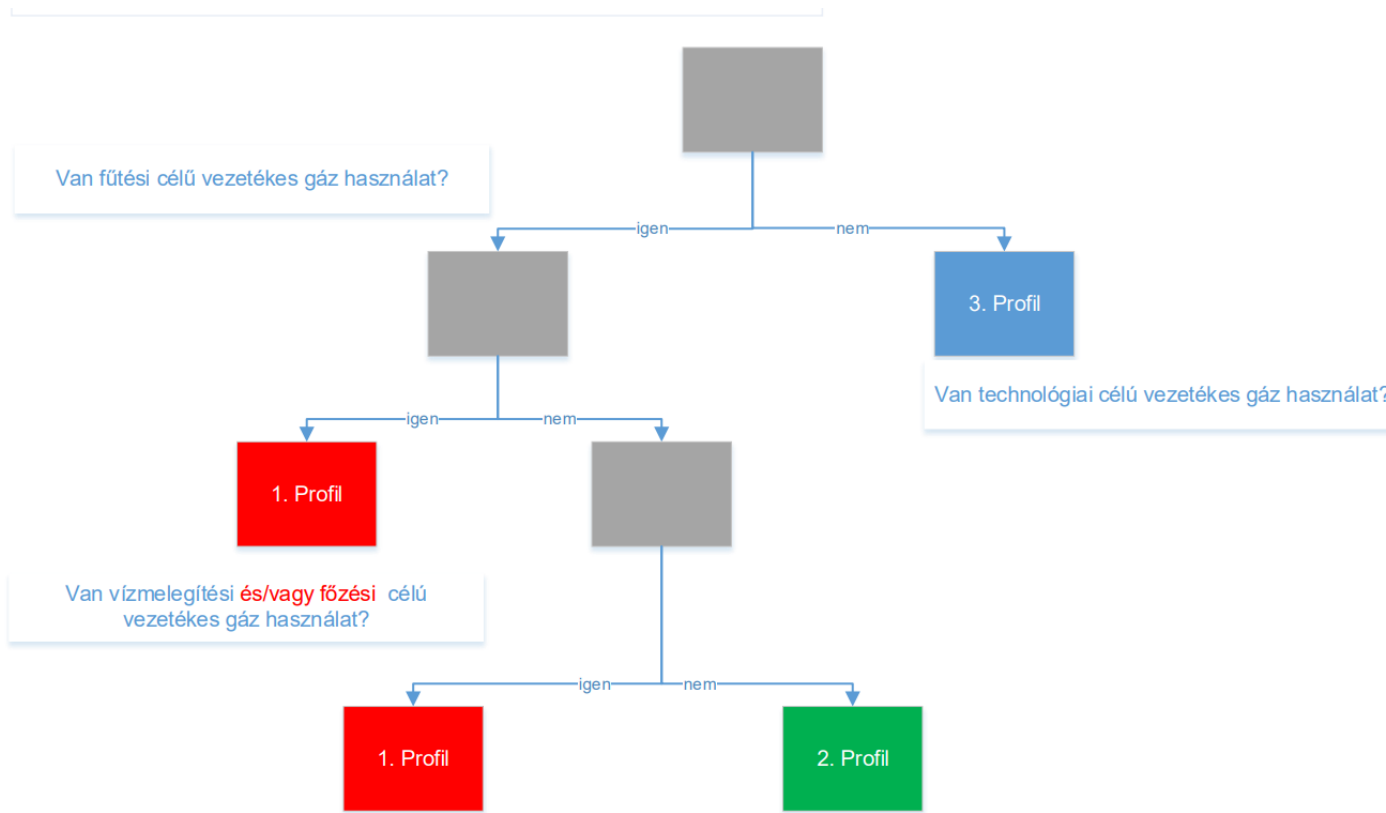 Van fűtési célú vezetékes gáz használat?
igen
nem
3. Profil
Van technológiai célú vezetékes gáz használat?
igen
nem
1. Profil
Van vízmelegítési és/vagy főzési célú
vezetékes gáz használat?
igen
nem
1. Profil
2. Profil